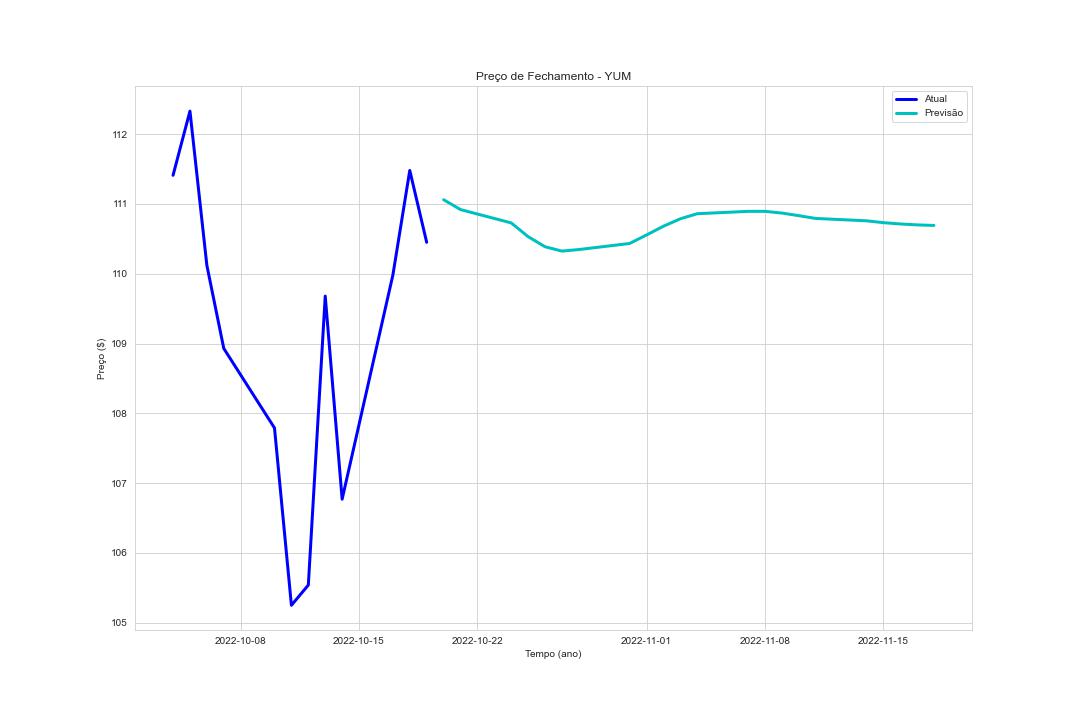 Preço de Fechamento - YUM
Atual
Previsão
112
111
110
109
108
107
106
105
Preço ($)
2022-10-08
2022-10-15
2022-10-22
2022-11-01
2022-11-08
2022-11-15
Tempo (ano)